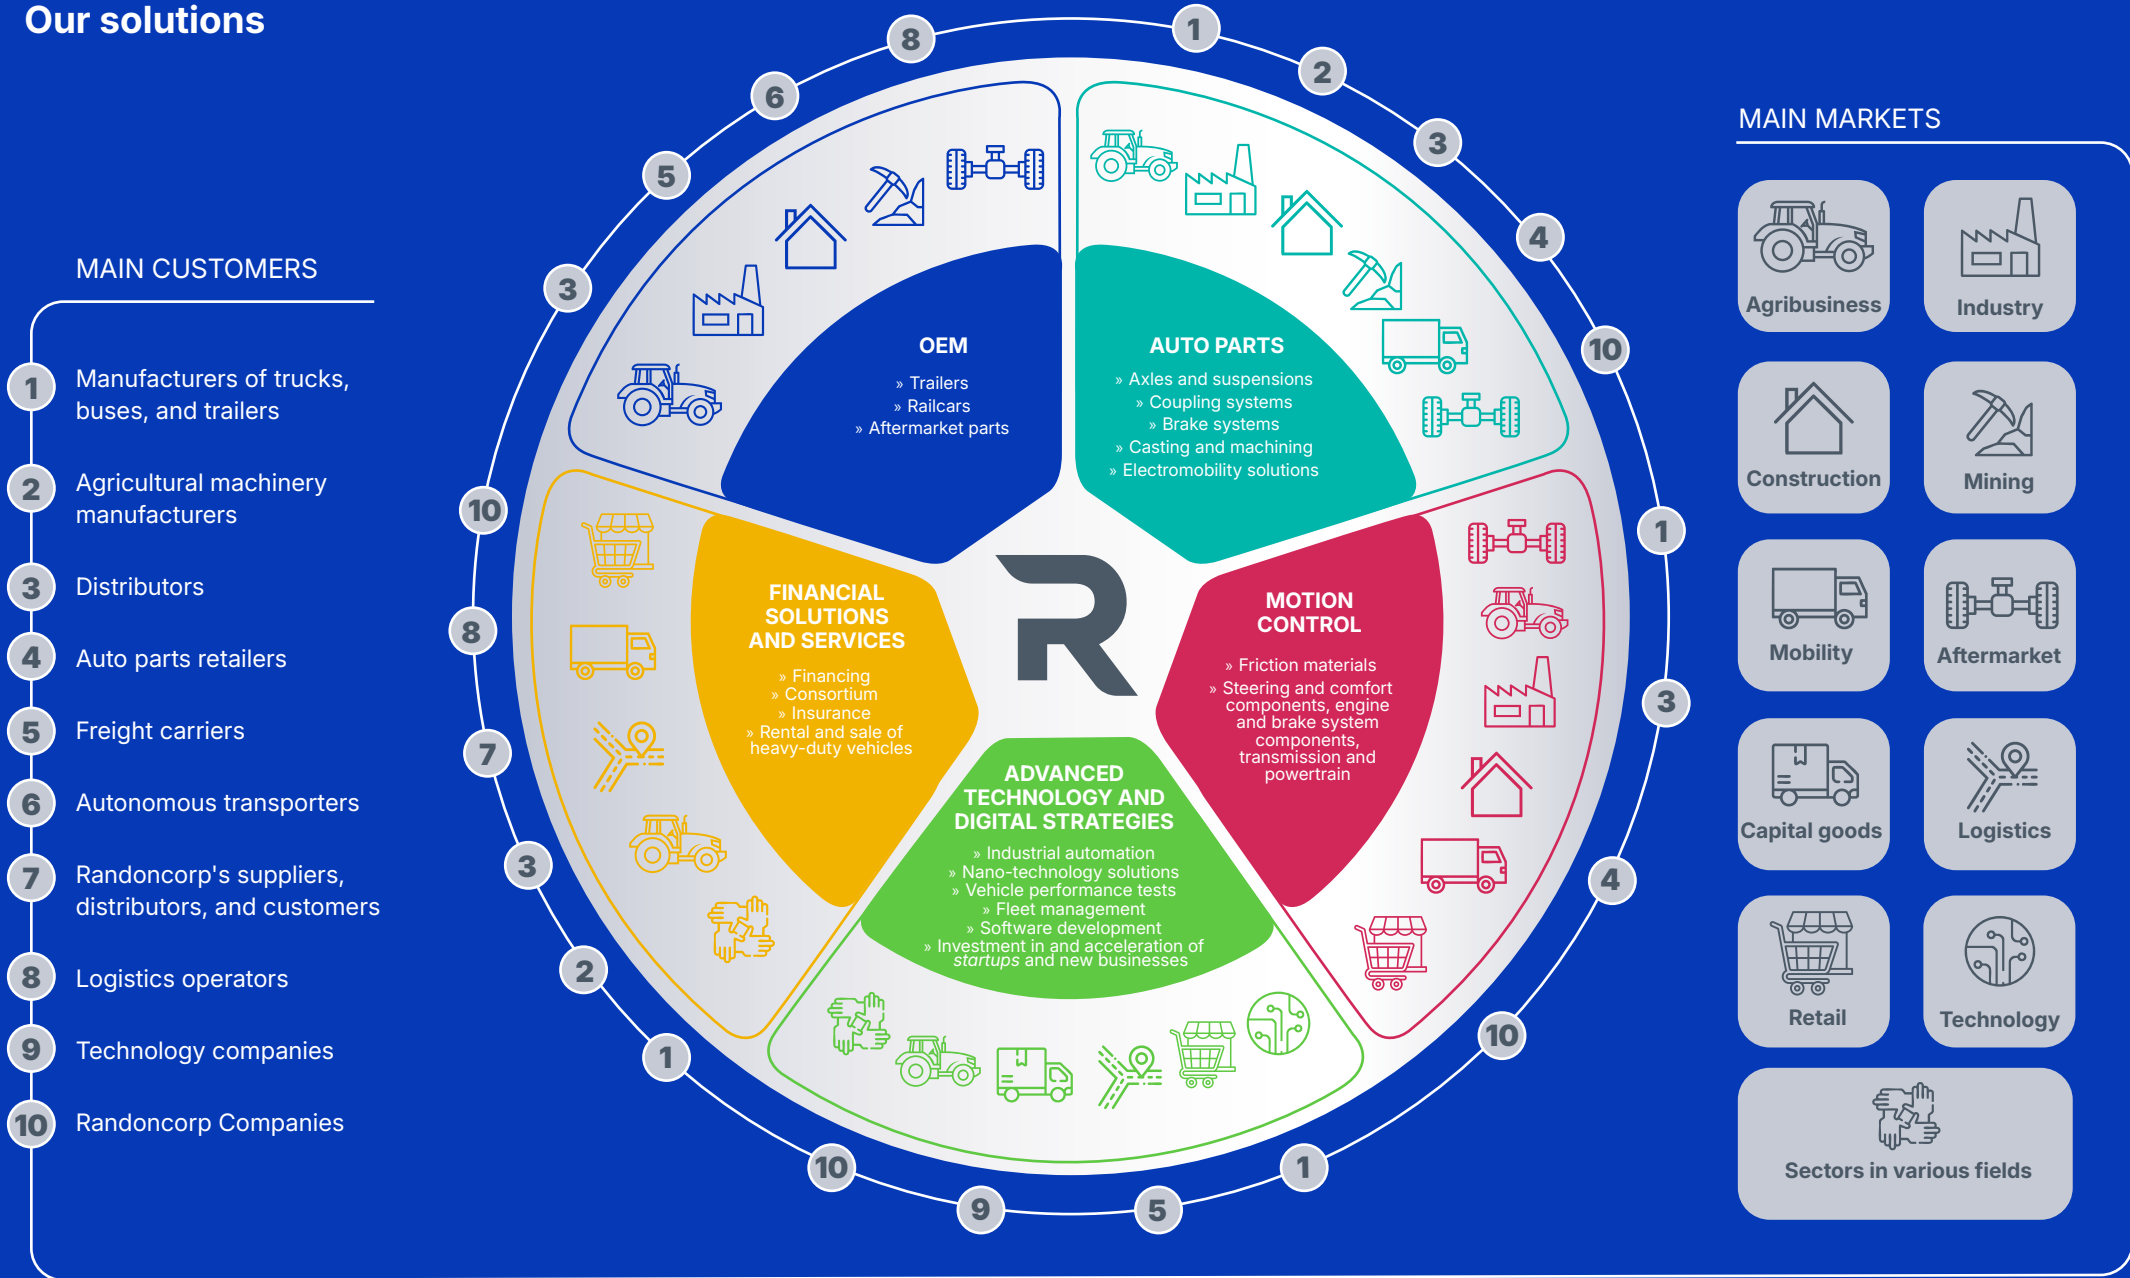 Our solutions
MAIN CUSTOMERS
1
Manufacturers of trucks,
buses, and trailers
2
Agricultural machinery
manufacturers
3
Distributors
4
Auto parts retailers
5
Freight carriers
6
Autonomous transporters
7
Randoncorp's suppliers,
distributors, and customers
8
Logistics operators
9
Technology companies
10
Randoncorp Companies
8
6
5
3
10
OEM
» Trailers
» Railcars
» Aftermarket parts
1
2
3
4
10
AUTO PARTS
» Axles and suspensions
» Coupling systems
» Brake systems
» Casting and machining
» Electromobility solutions
1
3
4
10
MOTION
CONTROL
» Friction materials
» Steering and comfort
components, engine
and brake system
components,
transmission and
powertrain
1
5
9
10
ADVANCED
TECHNOLOGY AND
DIGITAL STRATEGIES
» Industrial automation
» Nano-technology solutions
» Vehicle performance tests
» Fleet management
» Software development
» Investment in and acceleration of
startups and new businesses
8
7
3
2
1
FINANCIAL
SOLUTIONS
AND SERVICES
» Financing
» Consortium
» Insurance
» Rental and sale of
heavy-duty vehicles
R
MAIN MARKETS
Agribusiness
Industry
Construction
Mining
Mobility
Aftermarket
Capital goods
Logistics
Retail
Technology
Sectors in various fields